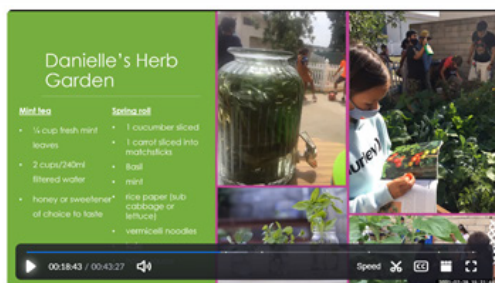 Danielle's Herb
Garden
Mint tea
• ¼ cup fresh mint
leaves
• 2 cups/240ml
filtered water
• honey or sweetener
of choice to taste
Spring roll
• 1 cucumber sliced
• 1 carrot sliced into
matchsticks
• Basil
• mint
• rice paper (sub
cabbage or
lettuce)
• vermicelli noodles
00:18:43 / 00:43:27
Speed
CC